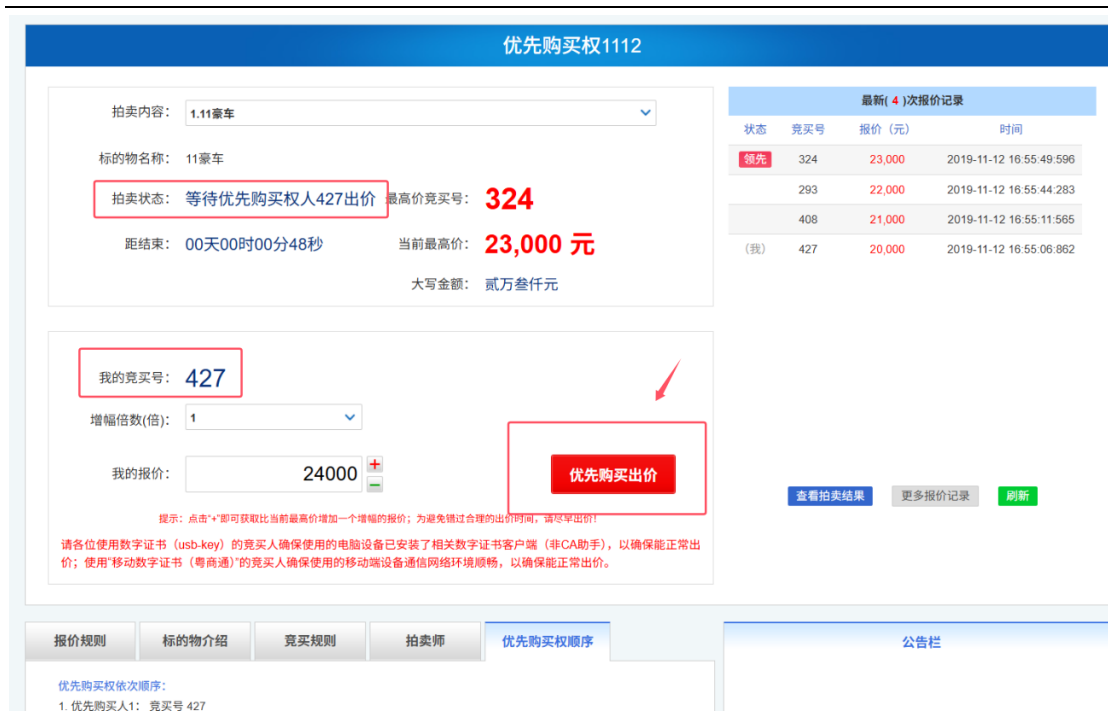 优先购买权1112
拍卖内容： 1.11豪车
标的物名称： 11豪车
拍卖状态： 等待优先购买权人427出价 最高价竞买号： 324
距结束： 00天00时00分48秒 当前最高价： 23,000 元
大写金额： 贰万叁仟元
最新( 4 )次报价记录
状态 竞买号 报价（元） 时间
领先 324 23,000 2019-11-12 16:55:49:596
293 22,000 2019-11-12 16:55:44:283
408 21,000 2019-11-12 16:55:11:565
（我） 427 20,000 2019-11-12 16:55:06:862
我的竞买号： 427
增幅倍数(倍)： 1
我的报价： 24000 + − 优先购买出价
查看拍卖结果 更多报价记录 刷新
提示：点击“+”即可获取比当前最高价增加一个增幅的报价；为避免错过合理的出价时间，请尽早出价！
请各位使用数字证书（usb-key）的竞买人确保使用的电脑设备已安装了相关数字证书客户端（非CA助手），以确保能正常出
价；使用“移动数字证书（粤商通）”的竞买人确保使用的移动端设备通信网络环境顺畅，以确保能正常出价。
报价规则 标的物介绍 竞买规则 拍卖师 优先购买权顺序 公告栏
优先购买权依次顺序：
1. 优先购买人1： 竞买号 427